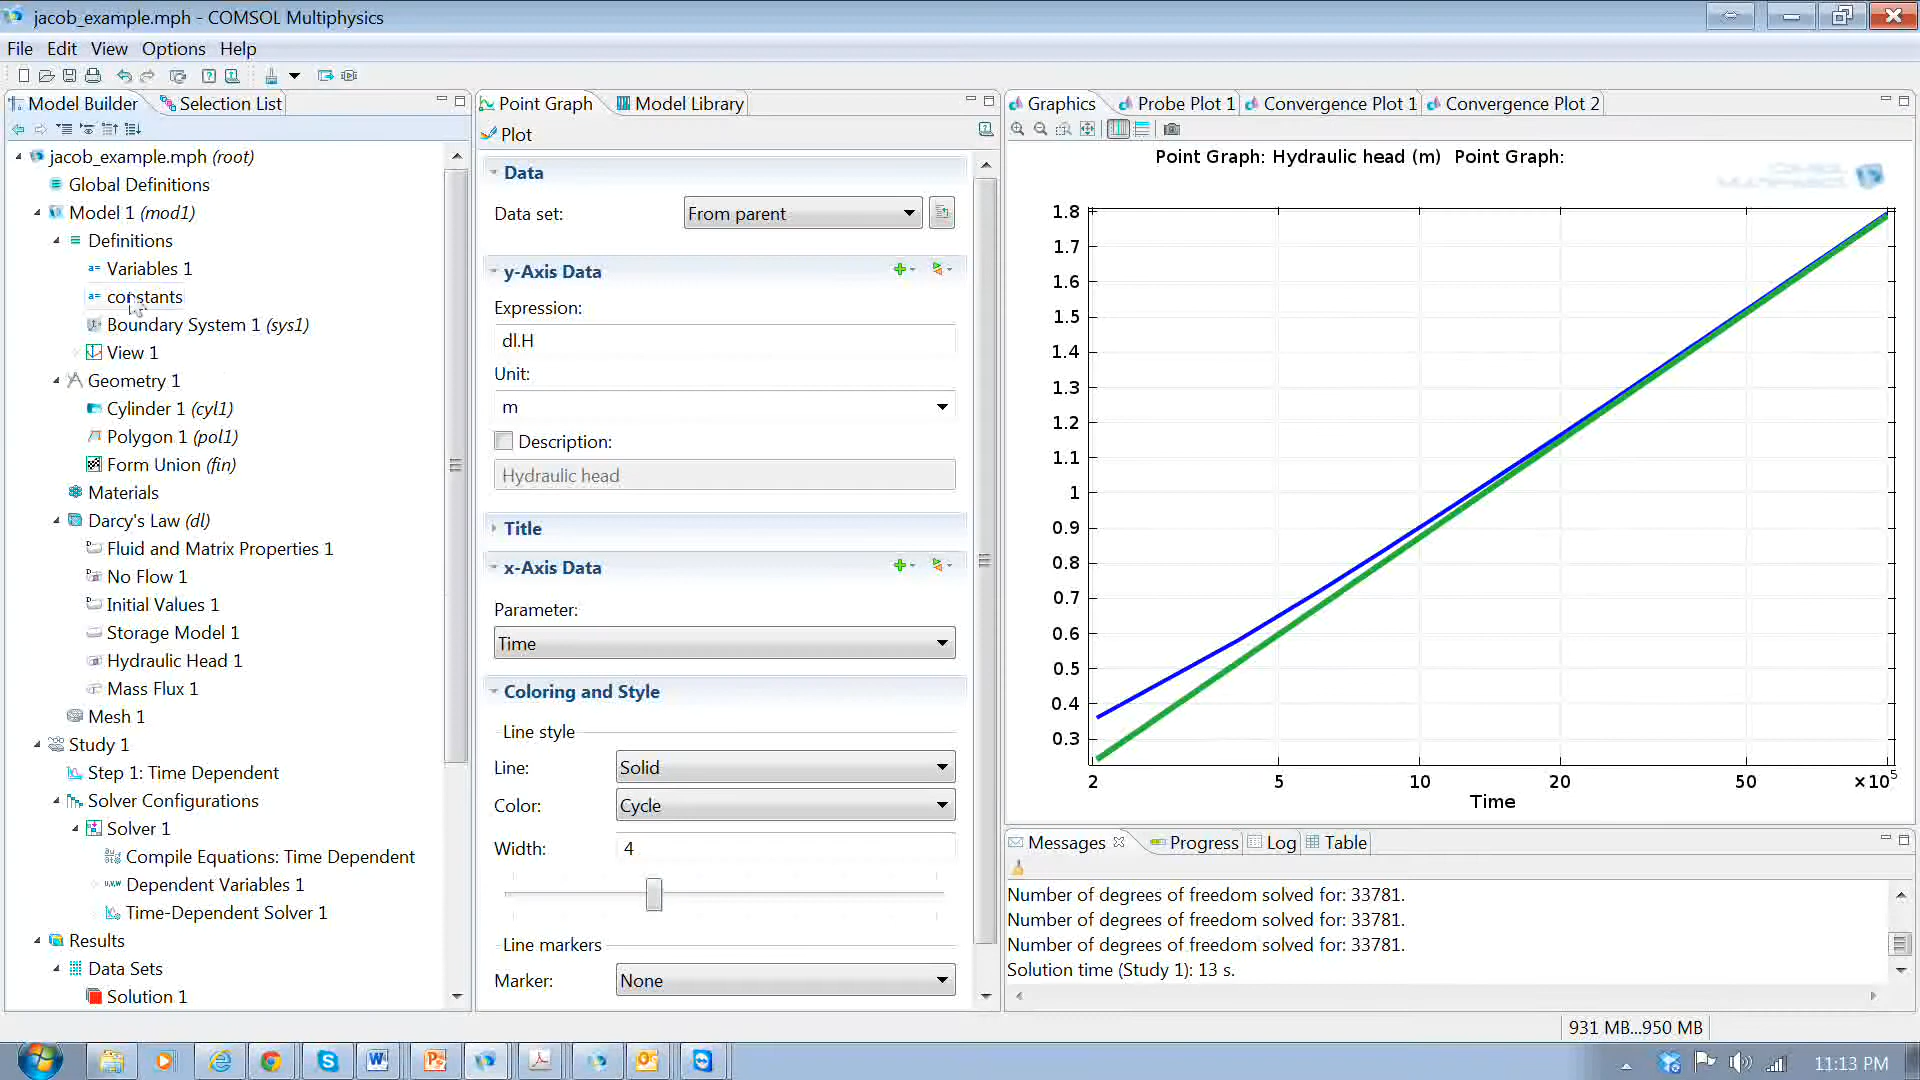 jacob_example.mph - COMSOL Multiphysics
File Edit View Options Help
Model Builder Selection List
jacob_example.mph (root)
Global Definitions
Model 1 (mod1)
Definitions
a= Variables 1
a= constants
Boundary System 1 (sys1)
View 1
Geometry 1
Cylinder 1 (cyl1)
Polygon 1 (pol1)
Form Union (fin)
Materials
Darcy's Law (dl)
Fluid and Matrix Properties 1
No Flow 1
Initial Values 1
Storage Model 1
Hydraulic Head 1
Mass Flux 1
Mesh 1
Study 1
Step 1: Time Dependent
Solver Configurations
Solver 1
Compile Equations: Time Dependent
Dependent Variables 1
Time-Dependent Solver 1
Results
Data Sets
Solution 1
Point Graph Model Library
Plot
Data
Data set: From parent
y-Axis Data
Expression:
dl.H
Unit:
m
Description:
Hydraulic head
Title
x-Axis Data
Parameter:
Time
Coloring and Style
Line style
Line: Solid
Color: Cycle
Width: 4
Line markers
Marker: None
Graphics Probe Plot 1 Convergence Plot 1 Convergence Plot 2
Point Graph: Hydraulic head (m) Point Graph:
COMSOL
MULTIPHYSICS
1.8
1.7
1.6
1.5
1.4
1.3
1.2
1.1
1
0.9
0.8
0.7
0.6
0.5
0.4
0.3
2 5 10 20 50 ×10⁵
Time
Messages Progress Log Table
Number of degrees of freedom solved for: 33781.
Number of degrees of freedom solved for: 33781.
Number of degrees of freedom solved for: 33781.
Solution time (Study 1): 13 s.
931 MB...950 MB
11:13 PM